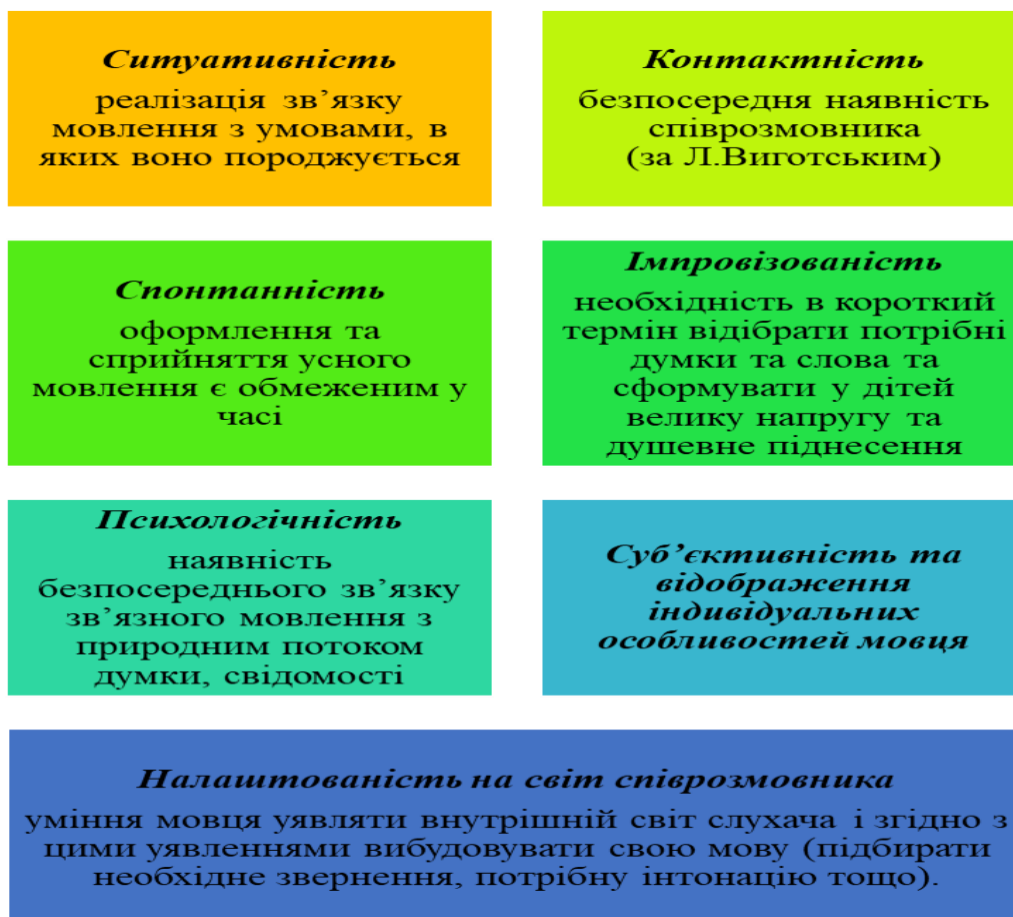 Ситуативність
реалізація зв’язку
мовлення з умовами, в
яких воно породжується
Контактність
безпосередня наявність
співрозмовника
(за Л.Виготським)
Спонтанність
оформлення та
сприйняття усного
мовлення є обмеженим у
часі
Імпровізованість
необхідність в короткий
термін відібрати потрібні
думки та слова та
сформувати у дітей
велику напругу та
душевне піднесення
Психологічність
наявність
безпосереднього зв’язку
зв’язного мовлення з
природним потоком
думки, свідомості
Суб’єктивність та
відображення
індивідуальних
особливостей мовця
Налаштованість на світ співрозмовника
уміння мовця уявляти внутрішній світ слухача і згідно з
цими уявленнями вибудовувати свою мову (підбирати
необхідне звернення, потрібну інтонацію тощо).